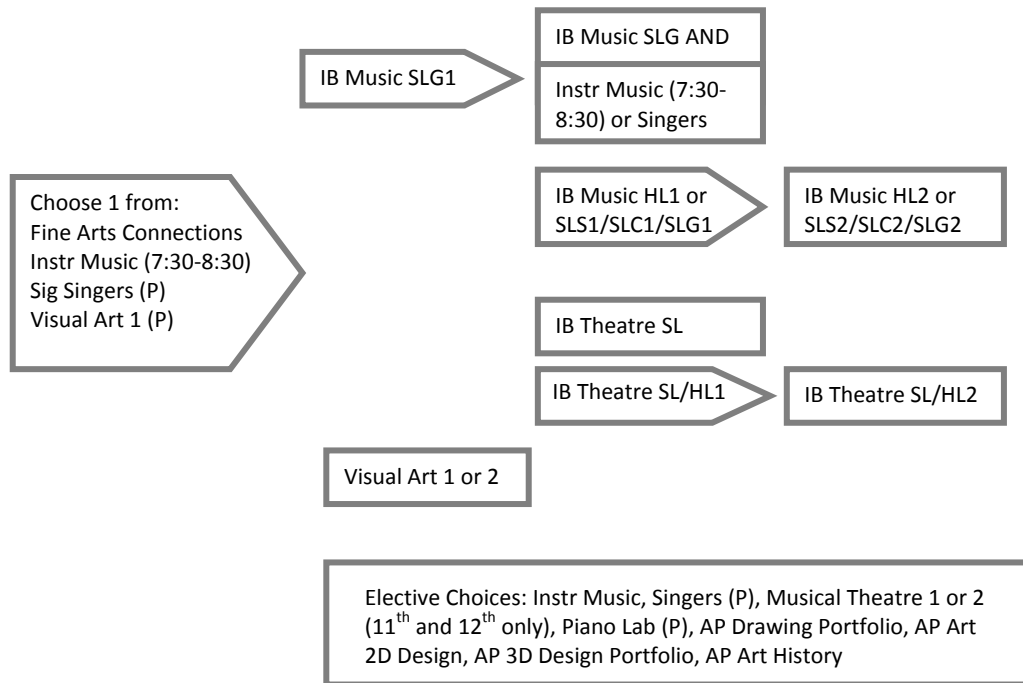 IB Music SLG AND
IB Music SLG1
Instr Music (7:30-
8:30) or Singers
Choose 1 from:
Fine Arts Connections
Instr Music (7:30-8:30)
Sig Singers (P)
Visual Art 1 (P)
IB Music HL1 or
SLS1/SLC1/SLG1
IB Music HL2 or
SLS2/SLC2/SLG2
IB Theatre SL
IB Theatre SL/HL1
IB Theatre SL/HL2
Visual Art 1 or 2
Elective Choices: Instr Music, Singers (P), Musical Theatre 1 or 2
(11th and 12th only), Piano Lab (P), AP Drawing Portfolio, AP Art
2D Design, AP 3D Design Portfolio, AP Art History